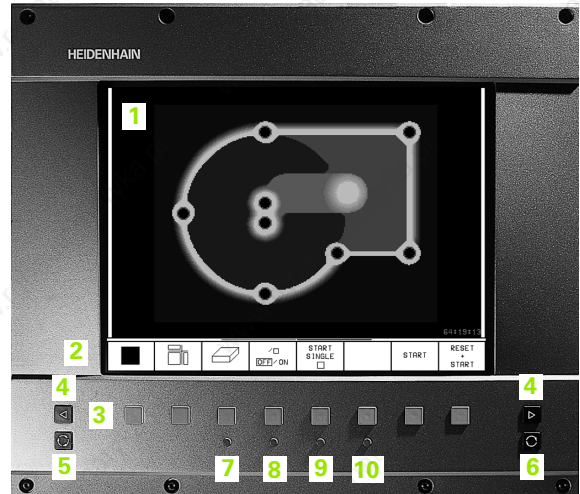 HEIDENHAIN
1
64:19:13
2
/□
OFF / ON
START
SINGLE
□
START
RESET
+
START
4
3
4
5
7
8
9
10
6